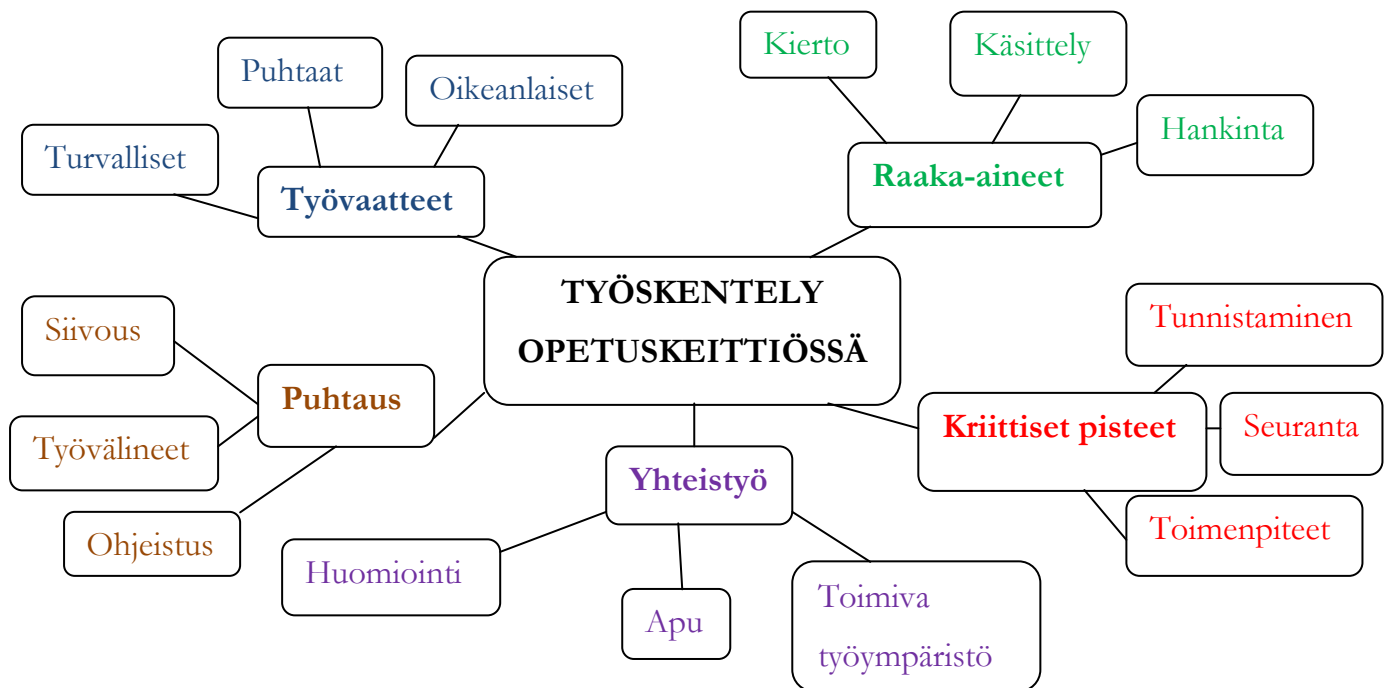 Kierto
Käsittely
Hankinta
Raaka-aineet
Puhtaat
Oikeanlaiset
Turvalliset
Työvaatteet
TYÖSKENTELY
OPETUSKEITTIÖSSÄ
Siivous
Työvälineet
Ohjeistus
Puhtaus
Tunnistaminen
Seuranta
Toimenpiteet
Kriittiset pisteet
Yhteistyö
Huomiointi
Apu
Toimiva
työympäristö